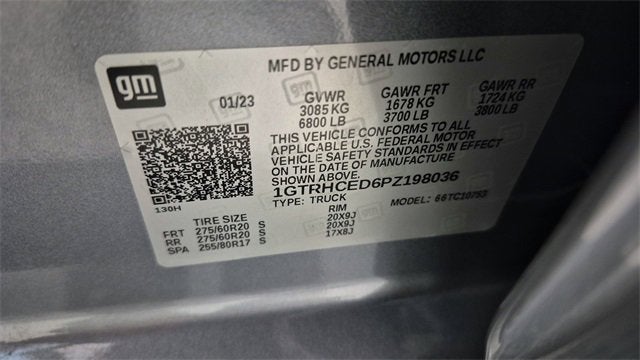 gm
MFD BY GENERAL MOTORS LLC
01/23
GVWR GAWR FRT GAWR RR
3085 KG 1678 KG 1724 KG
6800 LB 3700 LB 3800 LB
THIS VEHICLE CONFORMS TO ALL
APPLICABLE U.S. FEDERAL MOTOR
VEHICLE SAFETY STANDARDS IN EFFECT
ON THE DATE OF MANUFACTURE
SHOWN ABOVE.
1GTRHCED6PZ198036
TYPE: TRUCK MODEL: 66TC10753
130H
TIRE SIZE RIM
FRT 275/60R20 S 20X9J
RR 275/60R20 S 20X9J
SPA 255/80R17 S 17X8J